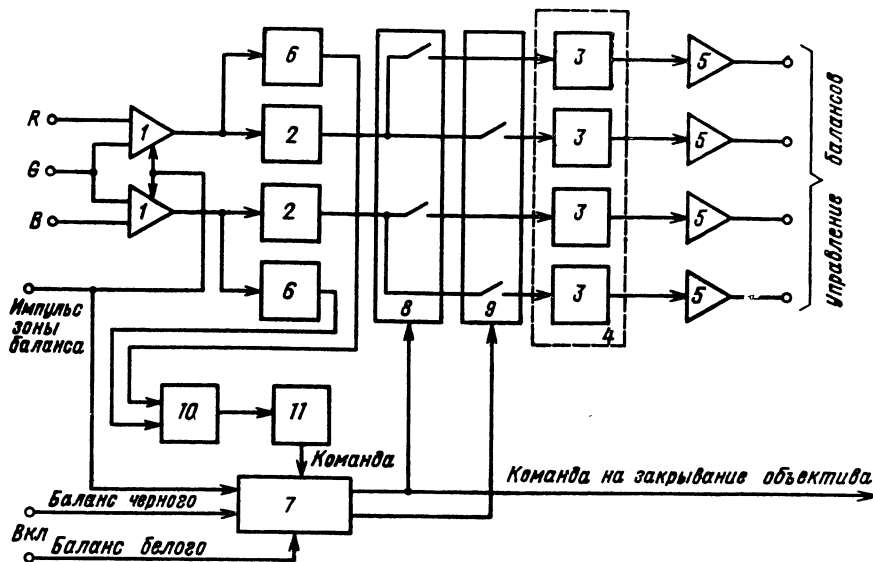 6
3
5
R
1
2
3
5
G
B
1
2
3
5
6
3
5
8
9
4
Управление балансов
Импульс
зоны
баланса
10
11
Команда
Команда на закрывание объектива
Баланс черного
7
Вкл
Баланс белого